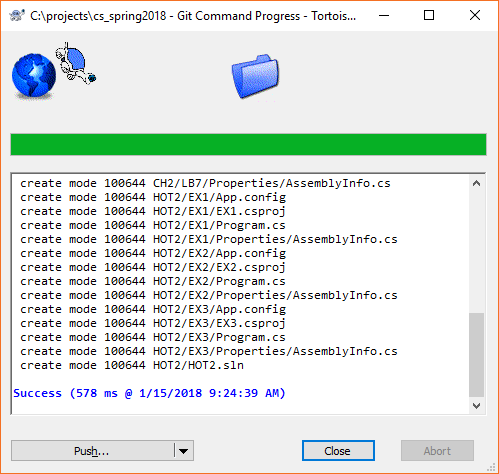 C:\projects\cs_spring2018 - Git Command Progress - Tortois...
create mode 100644 CH2/LB7/Properties/AssemblyInfo.cs
create mode 100644 HOT2/EX1/App.config
create mode 100644 HOT2/EX1/EX1.csproj
create mode 100644 HOT2/EX1/Program.cs
create mode 100644 HOT2/EX1/Properties/AssemblyInfo.cs
create mode 100644 HOT2/EX2/App.config
create mode 100644 HOT2/EX2/EX2.csproj
create mode 100644 HOT2/EX2/Program.cs
create mode 100644 HOT2/EX2/Properties/AssemblyInfo.cs
create mode 100644 HOT2/EX3/App.config
create mode 100644 HOT2/EX3/EX3.csproj
create mode 100644 HOT2/EX3/Program.cs
create mode 100644 HOT2/EX3/Properties/AssemblyInfo.cs
create mode 100644 HOT2/HOT2.sln
Success (578 ms @ 1/15/2018 9:24:39 AM)
Push... Close Abort